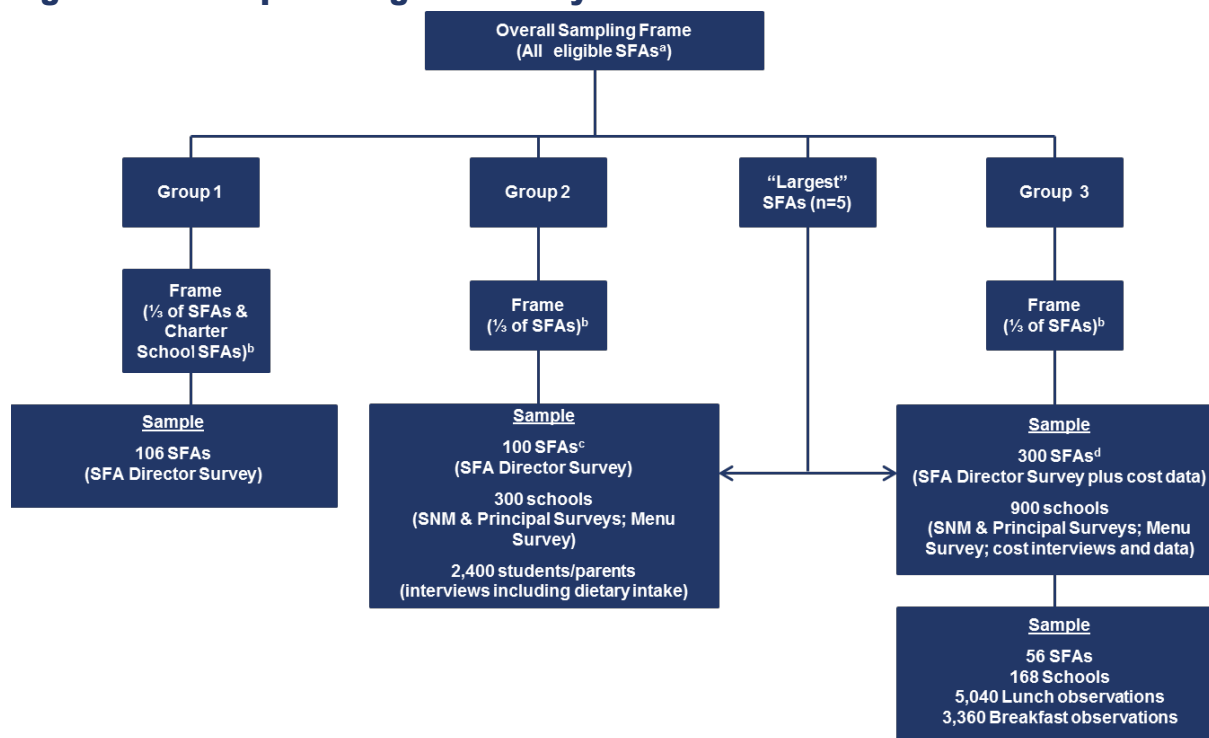 Overall Sampling Frame
(All eligible SFAsᵃ)
Group 1
Group 2
“Largest”
SFAs (n=5)
Group 3
Frame
(⅓ of SFAs &
Charter
School SFAs)ᵇ
Frame
(⅓ of SFAs)ᵇ
Frame
(⅓ of SFAs)ᵇ
Sample
106 SFAs
(SFA Director Survey)
Sample
100 SFAsᶜ
(SFA Director Survey)
300 schools
(SNM & Principal Surveys; Menu
Survey)
2,400 students/parents
(interviews including dietary intake)
Sample
300 SFAsᵈ
(SFA Director Survey plus cost data)
900 schools
(SNM & Principal Surveys; Menu
Survey; cost interviews and data)
Sample
56 SFAs
168 Schools
5,040 Lunch observations
3,360 Breakfast observations